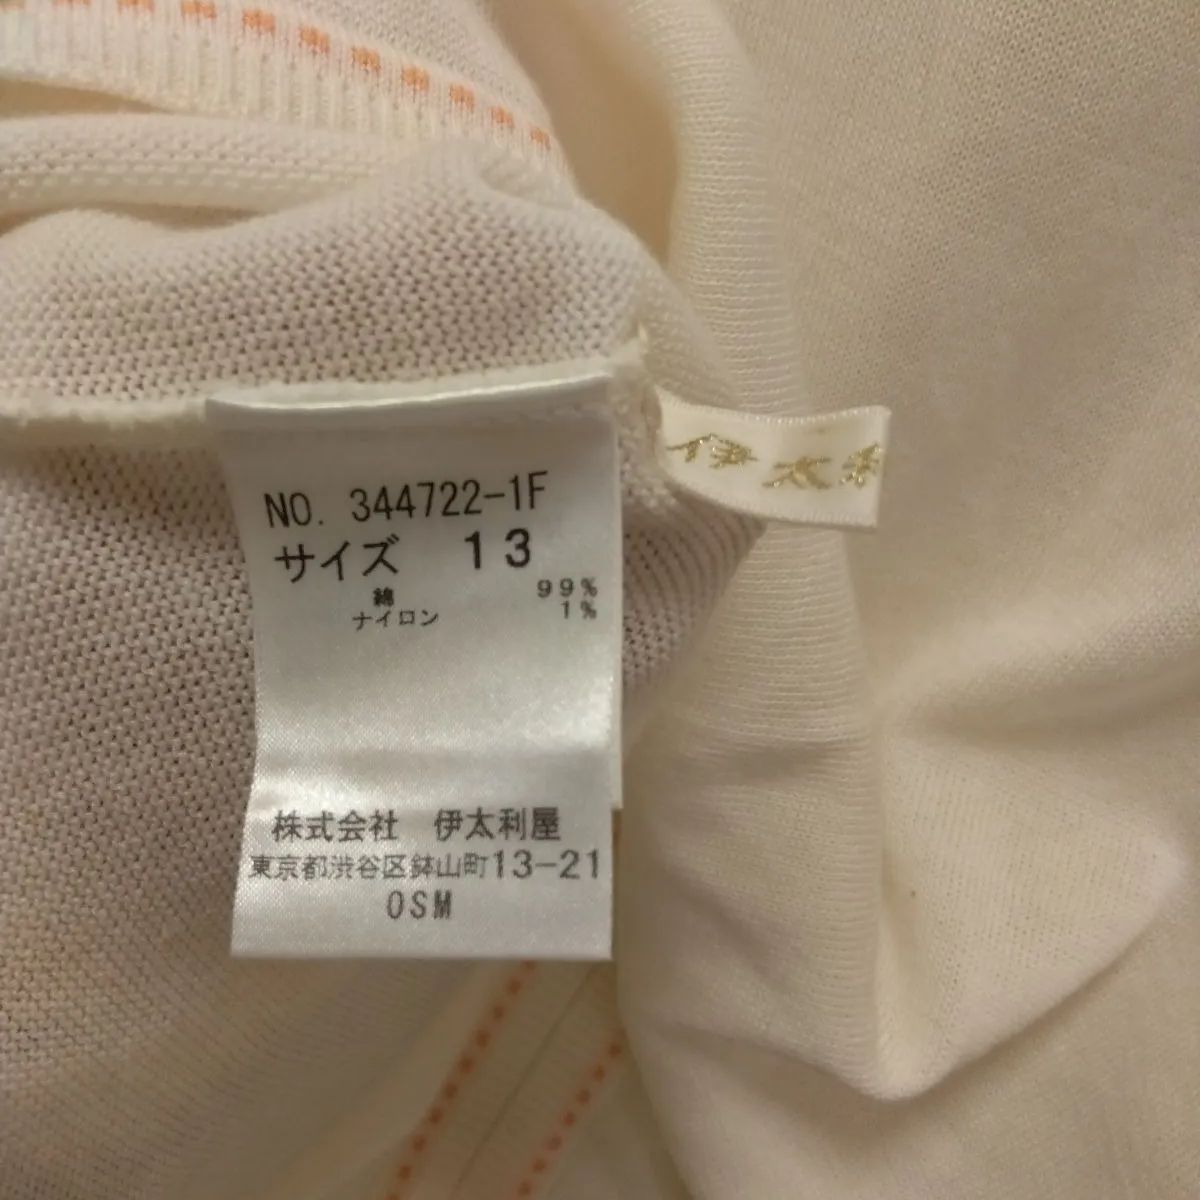 NO. 344722-1F
サイズ 13
綿 99%
ナイロン 1%
株式会社 伊太利屋
東京都渋谷区鉢山町13-21
OSM
伊太利